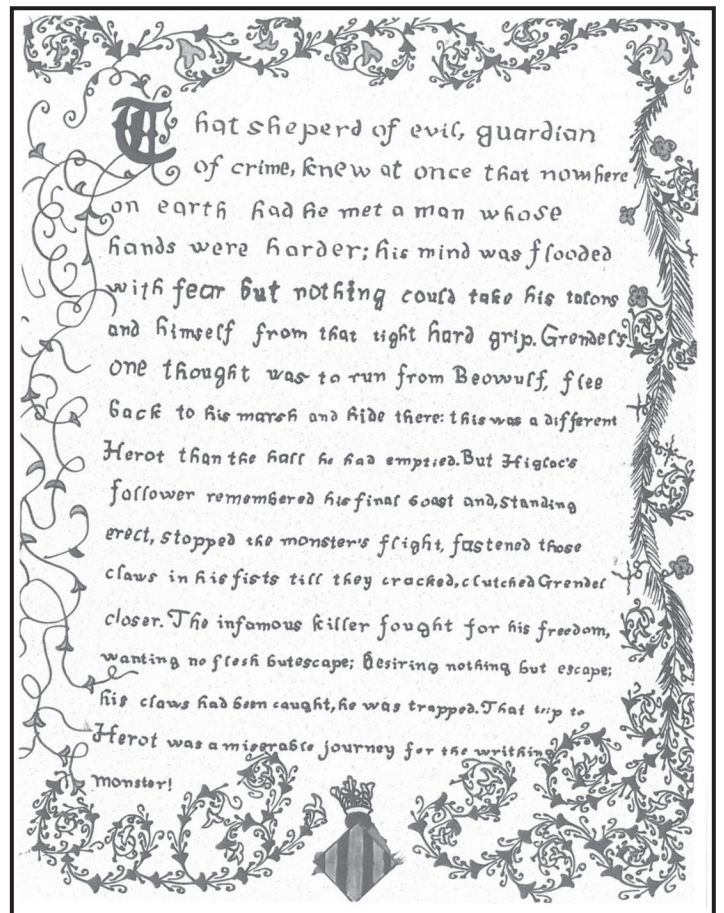 That sheperd of evil, guardian
of crime, knew at once that nowhere
on earth had he met a man whose
hands were harder; his mind was flooded
with fear but nothing could take his talons
and himself from that tight hard grip. Grendel's
one thought was to run from Beowulf, flee
back to his marsh and hide there: this was a different
Herot than the hall he had emptied. But Higlac's
follower remembered his final boast and, standing
erect, stopped the monster's flight, fastened those
claws in his fists till they cracked, clutched Grendel
closer. The infamous killer fought for his freedom,
wanting no flesh but escape; desiring nothing but escape;
his claws had been caught, he was trapped. That trip to
Herot was a miserable journey for the writhing
monster!